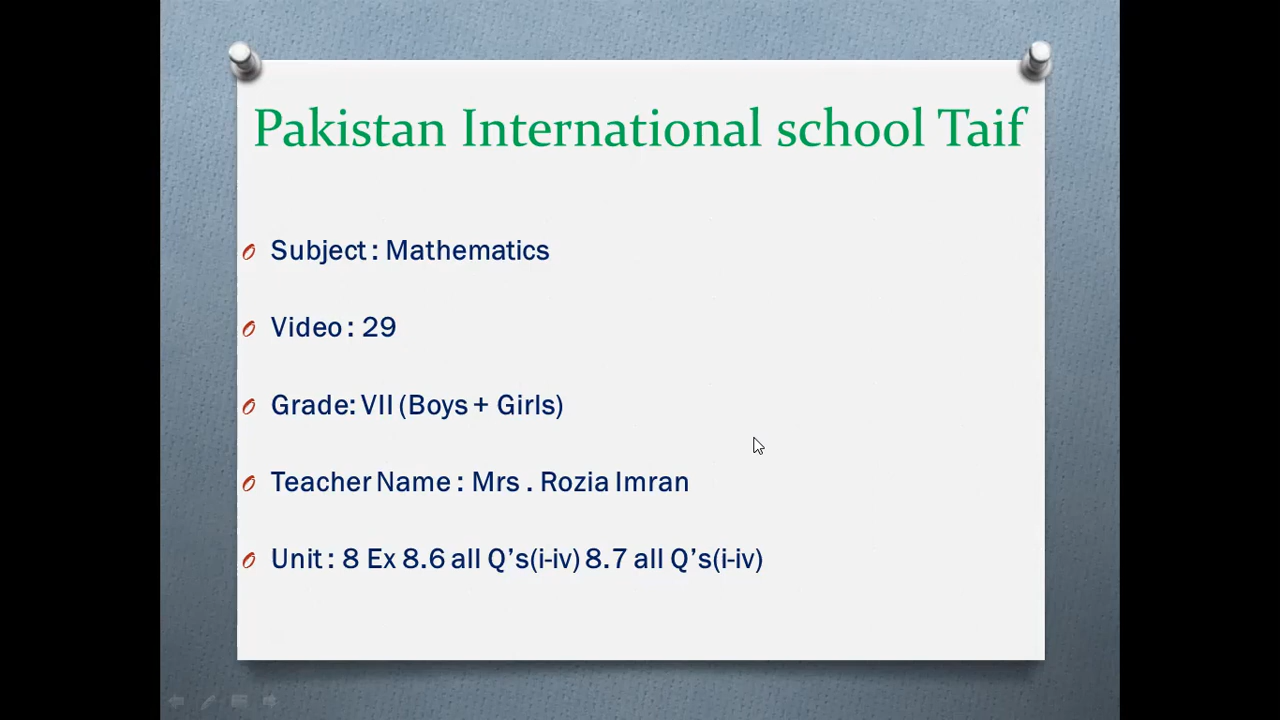 Pakistan International school Taif
Subject : Mathematics
Video : 29
Grade: VII (Boys + Girls)
Teacher Name : Mrs . Rozia Imran
Unit : 8 Ex 8.6 all Q’s(i-iv) 8.7 all Q’s(i-iv)